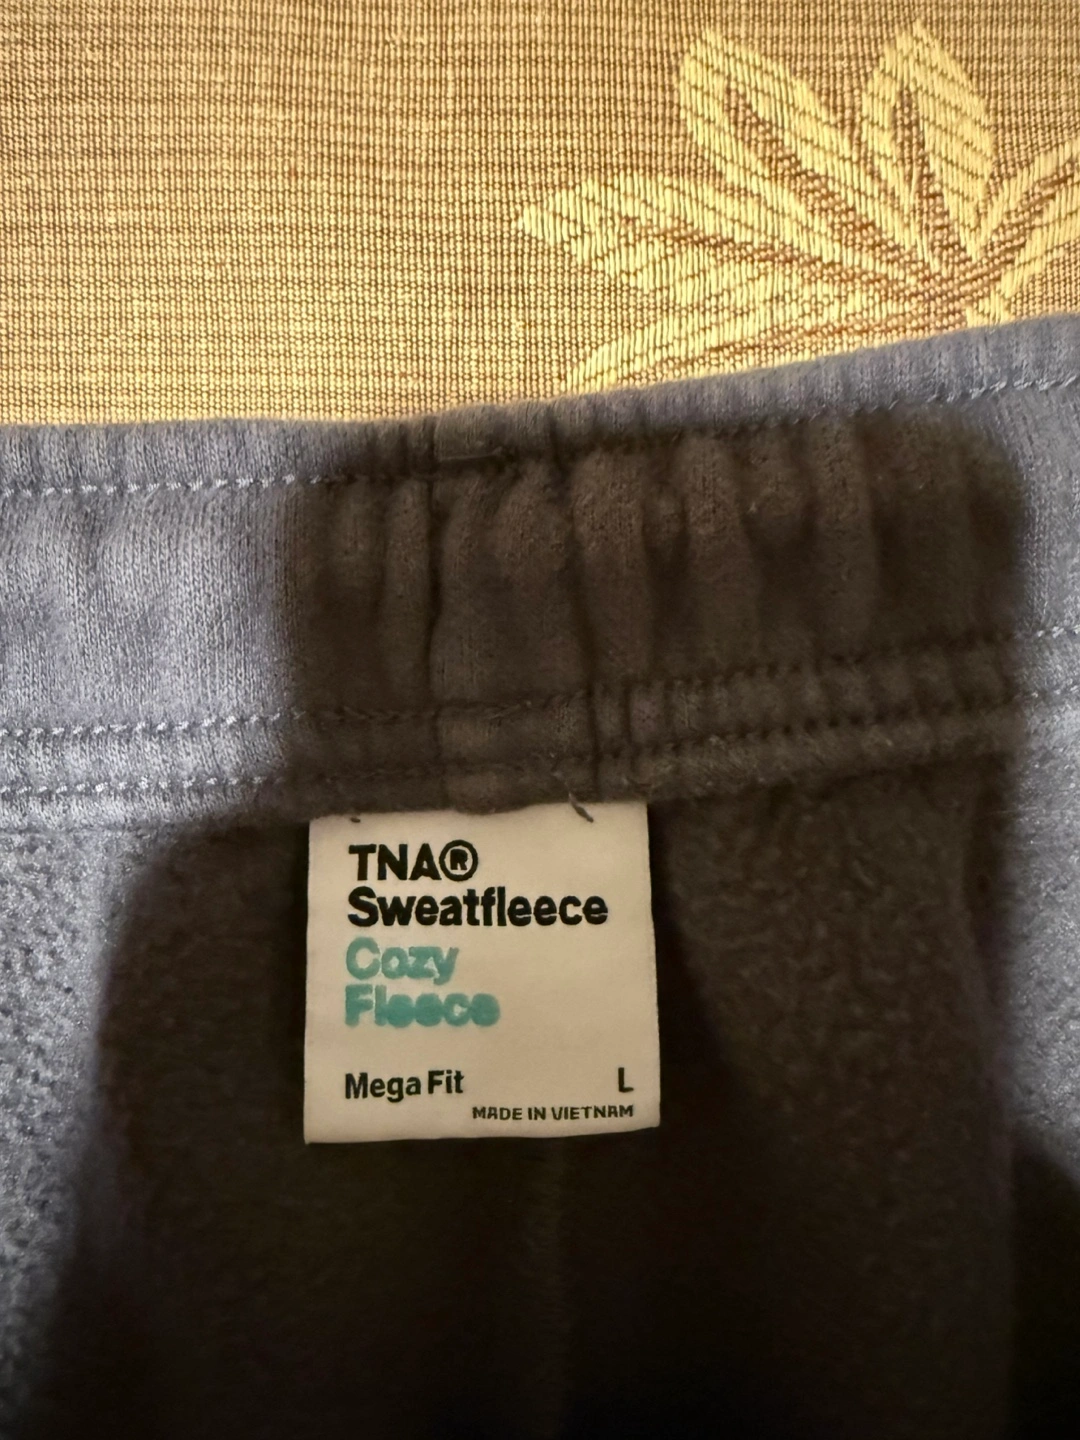 TNA®
Sweatfleece
Cozy
Fleece
Mega Fit L
MADE IN VIETNAM